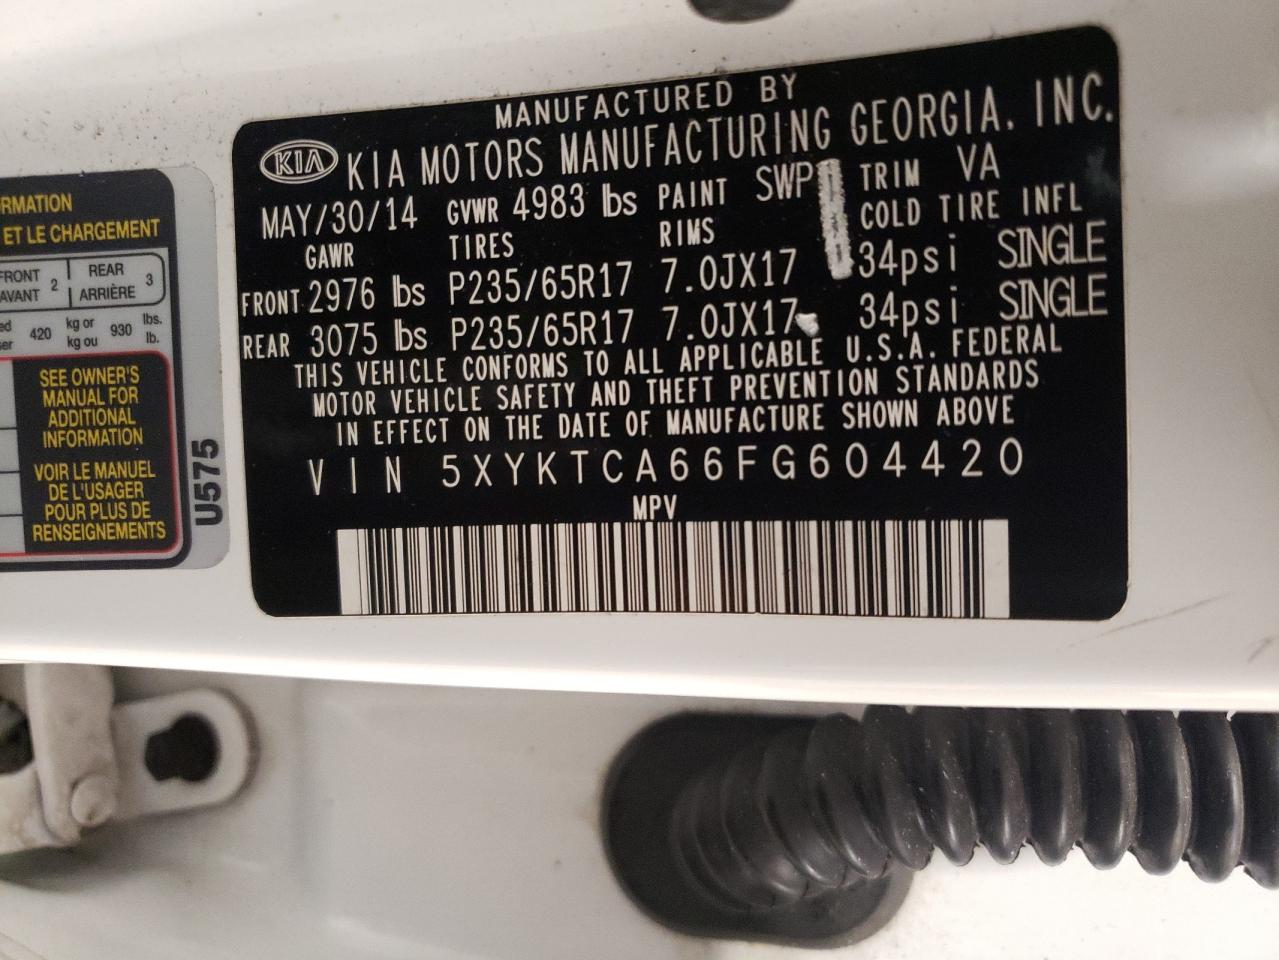 MANUFACTURED BY
KIA KIA MOTORS MANUFACTURING GEORGIA, INC.
MAY/30/14 GVWR 4983 lbs PAINT SWP TRIM VA
GAWR TIRES RIMS COLD TIRE INFL
FRONT 2976 lbs P235/65R17 7.0JX17 34psi SINGLE
REAR 3075 lbs P235/65R17 7.0JX17 34psi SINGLE
THIS VEHICLE CONFORMS TO ALL APPLICABLE U.S.A. FEDERAL
MOTOR VEHICLE SAFETY AND THEFT PREVENTION STANDARDS
IN EFFECT ON THE DATE OF MANUFACTURE SHOWN ABOVE
VIN 5XYKTCA66FG604420
MPV
RMATION
ET LE CHARGEMENT
FRONT 2 REAR 3
AVANT ARRIÈRE
ed 420 kg or 930 lbs.
ser kg ou lb.
SEE OWNER'S
MANUAL FOR
ADDITIONAL
INFORMATION
VOIR LE MANUEL
DE L'USAGER
POUR PLUS DE
RENSEIGNEMENTS
U575